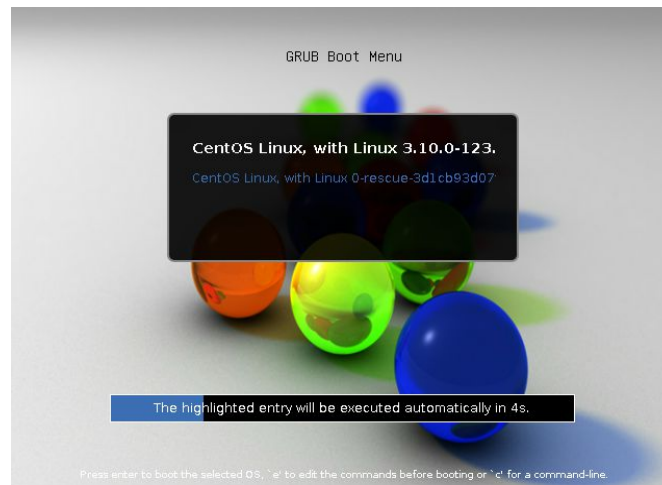 GRUB Boot Menu
CentOS Linux, with Linux 3.10.0-123.
CentOS Linux, with Linux 0-rescue-3d1cb93d07
The highlighted entry will be executed automatically in 4s.
Press enter to boot the selected OS, `e' to edit the commands before booting or `c' for a command-line.